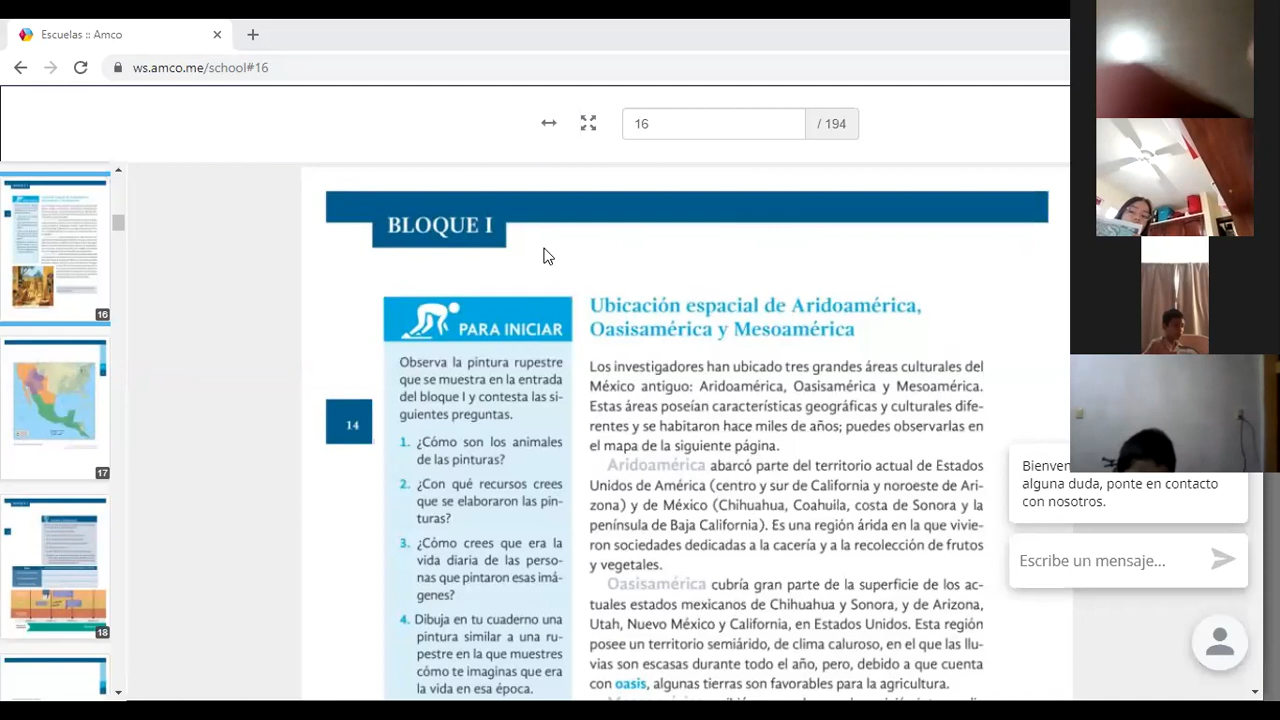 Escuelas :: Amco
ws.amco.me/school#16
16 / 194
16
17
18
BLOQUE I
14
PARA INICIAR
Observa la pintura rupestre
que se muestra en la entrada
del bloque I y contesta las si-
guientes preguntas.
1. ¿Cómo son los animales
de las pinturas?
2. ¿Con qué recursos crees
que se elaboraron las pin-
turas?
3. ¿Cómo crees que era la
vida diaria de las perso-
nas que pintaron esas imá-
genes?
4. Dibuja en tu cuaderno una
pintura similar a una ru-
pestre en la que muestres
cómo te imaginas que era
la vida en esa época.
Ubicación espacial de Aridoamérica,
Oasisamérica y Mesoamérica
Los investigadores han ubicado tres grandes áreas culturales del
México antiguo: Aridoamérica, Oasisamérica y Mesoamérica.
Estas áreas poseían características geográficas y culturales dife-
rentes y se habitaron hace miles de años; puedes observarlas en
el mapa de la siguiente página.
Aridoamérica abarcó parte del territorio actual de Estados
Unidos de América (centro y sur de California y noroeste de Ari-
zona) y de México (Chihuahua, Coahuila, costa de Sonora y la
península de Baja California). Es una región árida en la que vivie-
ron sociedades dedicadas a la cacería y a la recolección de frutos
y vegetales.
Oasisamérica cubría gran parte de la superficie de los ac-
tuales estados mexicanos de Chihuahua y Sonora, y de Arizona,
Utah, Nuevo México y California, en Estados Unidos. Esta región
posee un territorio semiárido, de clima caluroso, en el que las llu-
vias son escasas durante todo el año, pero, debido a que cuenta
con oasis, algunas tierras son favorables para la agricultura.
Bienven
alguna duda, ponte en contacto
con nosotros.
Escribe un mensaje...